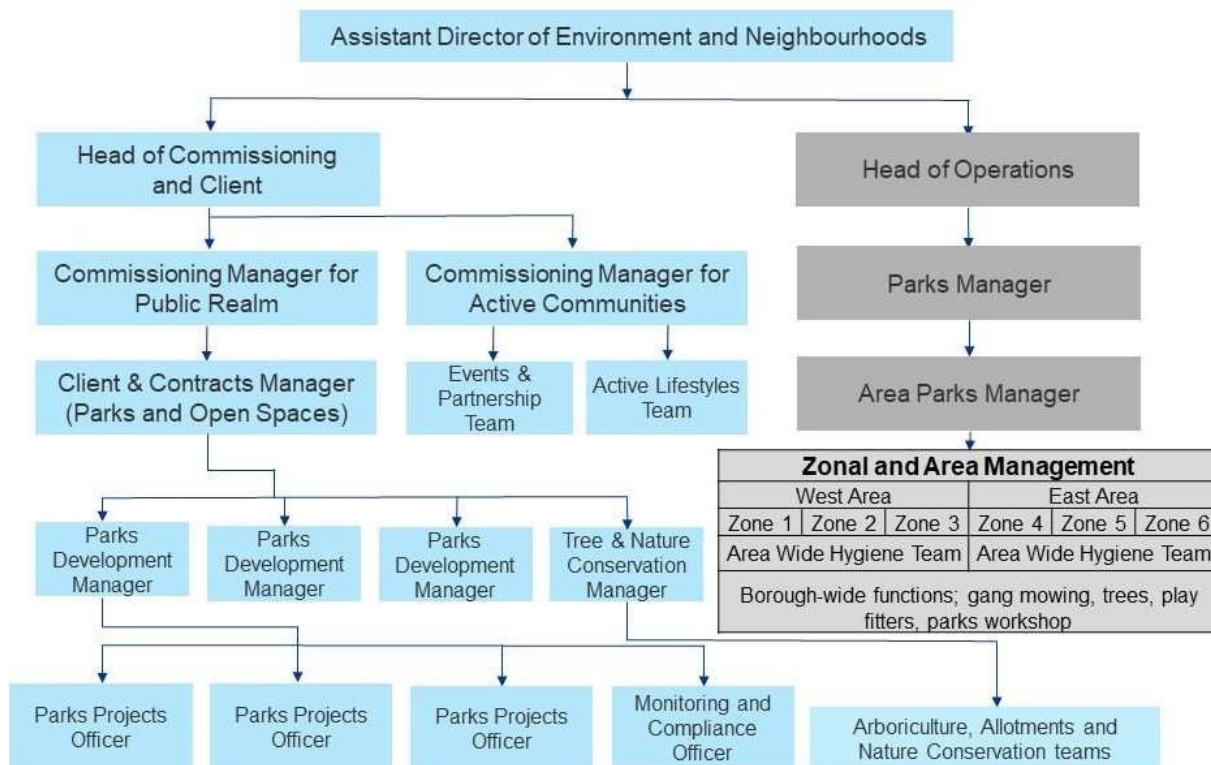 Assistant Director of Environment and Neighbourhoods
Head of Commissioning
and Client
Head of Operations
Commissioning Manager for
Public Realm
Commissioning Manager for
Active Communities
Parks Manager
Client & Contracts Manager
(Parks and Open Spaces)
Events &
Partnership
Team
Active Lifestyles
Team
Area Parks Manager
Zonal and Area Management
West Area
East Area
Zone 1
Zone 2
Zone 3
Zone 4
Zone 5
Zone 6
Area Wide Hygiene Team
Area Wide Hygiene Team
Borough-wide functions; gang mowing, trees, play
fitters, parks workshop
Parks
Development
Manager
Parks
Development
Manager
Parks
Development
Manager
Tree & Nature
Conservation
Manager
Parks Projects
Officer
Parks Projects
Officer
Parks Projects
Officer
Monitoring and
Compliance
Officer
Arboriculture, Allotments and
Nature Conservation teams